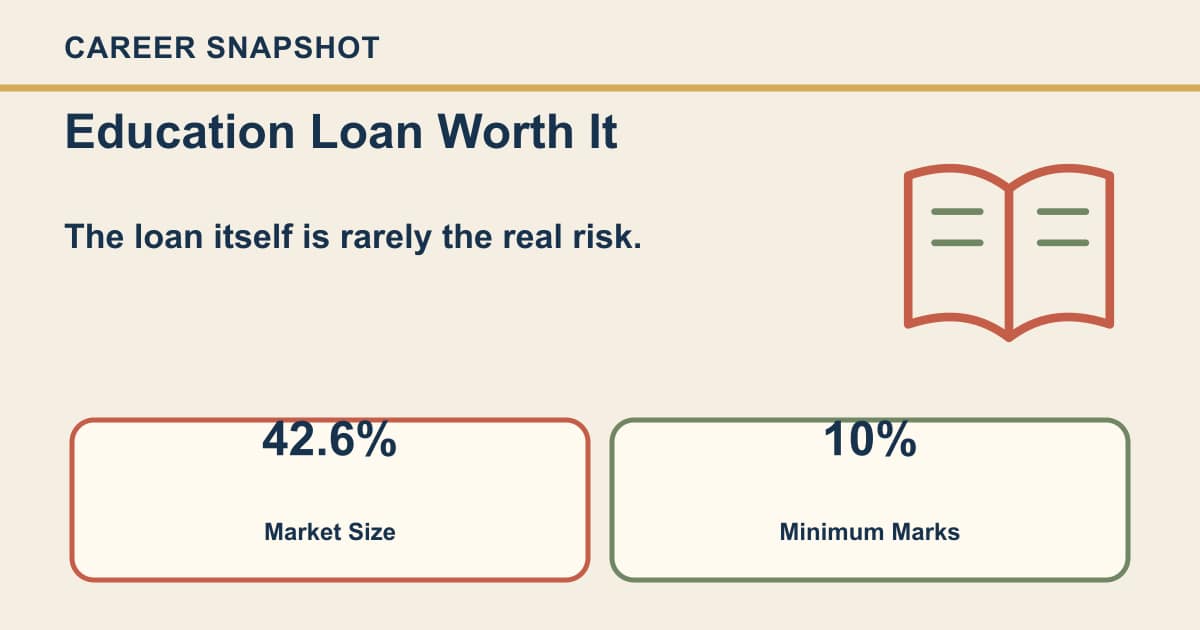 CAREER SNAPSHOT
Education Loan Worth It
The loan itself is rarely the real risk.
42.6%
Market Size
10%
Minimum Marks